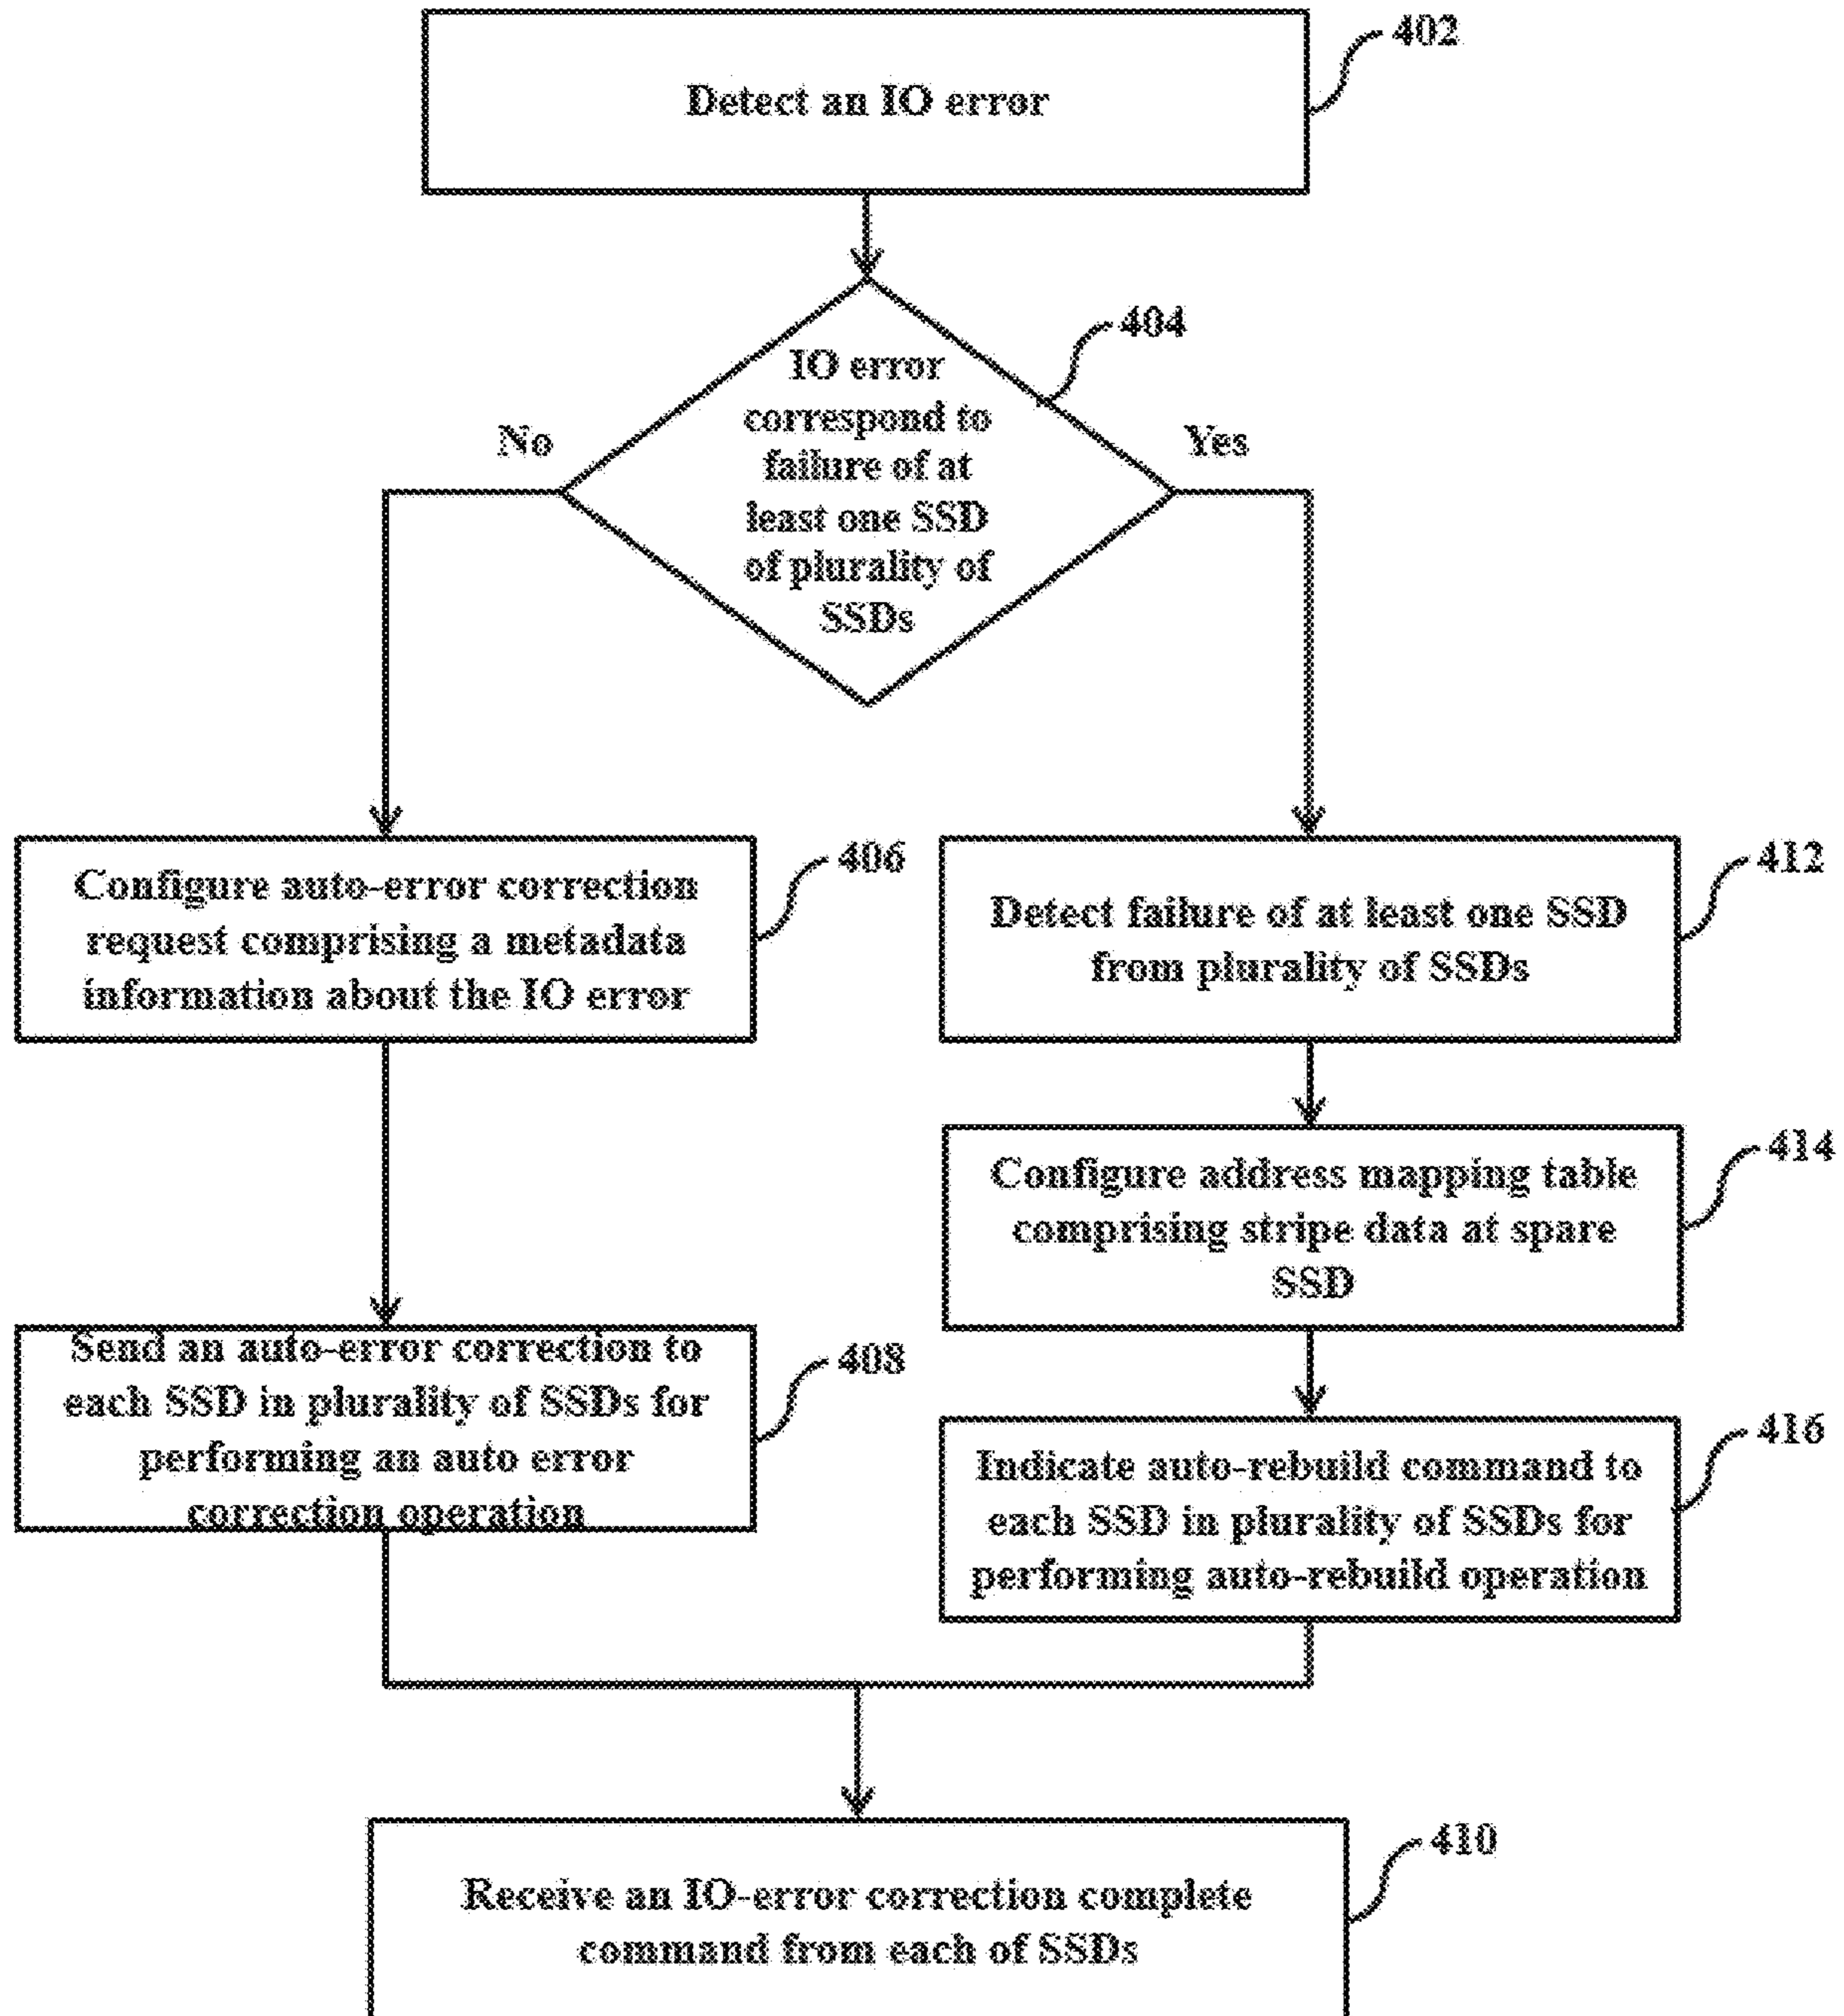 Detect an IO error
402
IO error
correspond to
failure of at
least one SSD
of plurality of
SSDs
404
No
Yes
Configure auto-error correction
request comprising a metadata
information about the IO error
406
Detect failure of at least one SSD
from plurality of SSDs
412
Configure address mapping table
comprising stripe data at spare
SSD
414
Send an auto-error correction to
each SSD in plurality of SSDs for
performing an auto error
correction operation
408
Indicate auto-rebuild command to
each SSD in plurality of SSDs for
performing auto-rebuild operation
416
Receive an IO-error correction complete
command from each of SSDs
410